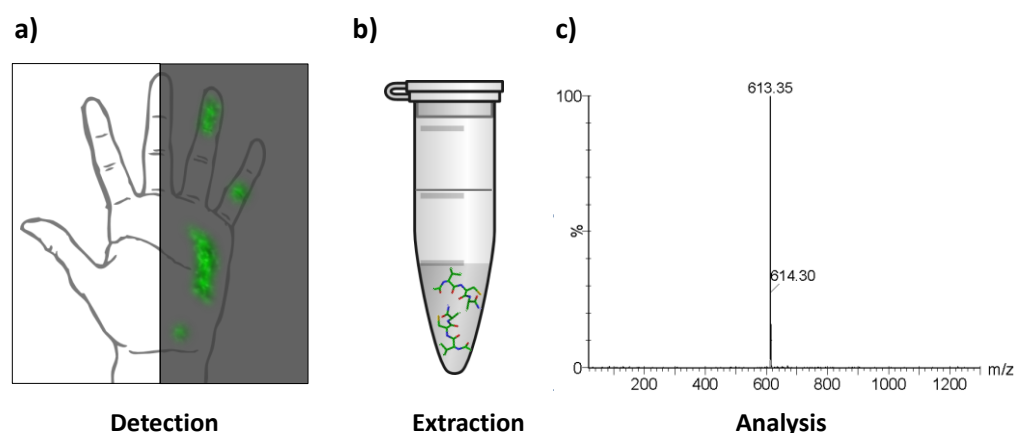 a)
b)
c)
613.35
100
%
614.30
0
200 400 600 800 1000 1200
m/z
Detection
Extraction
Analysis